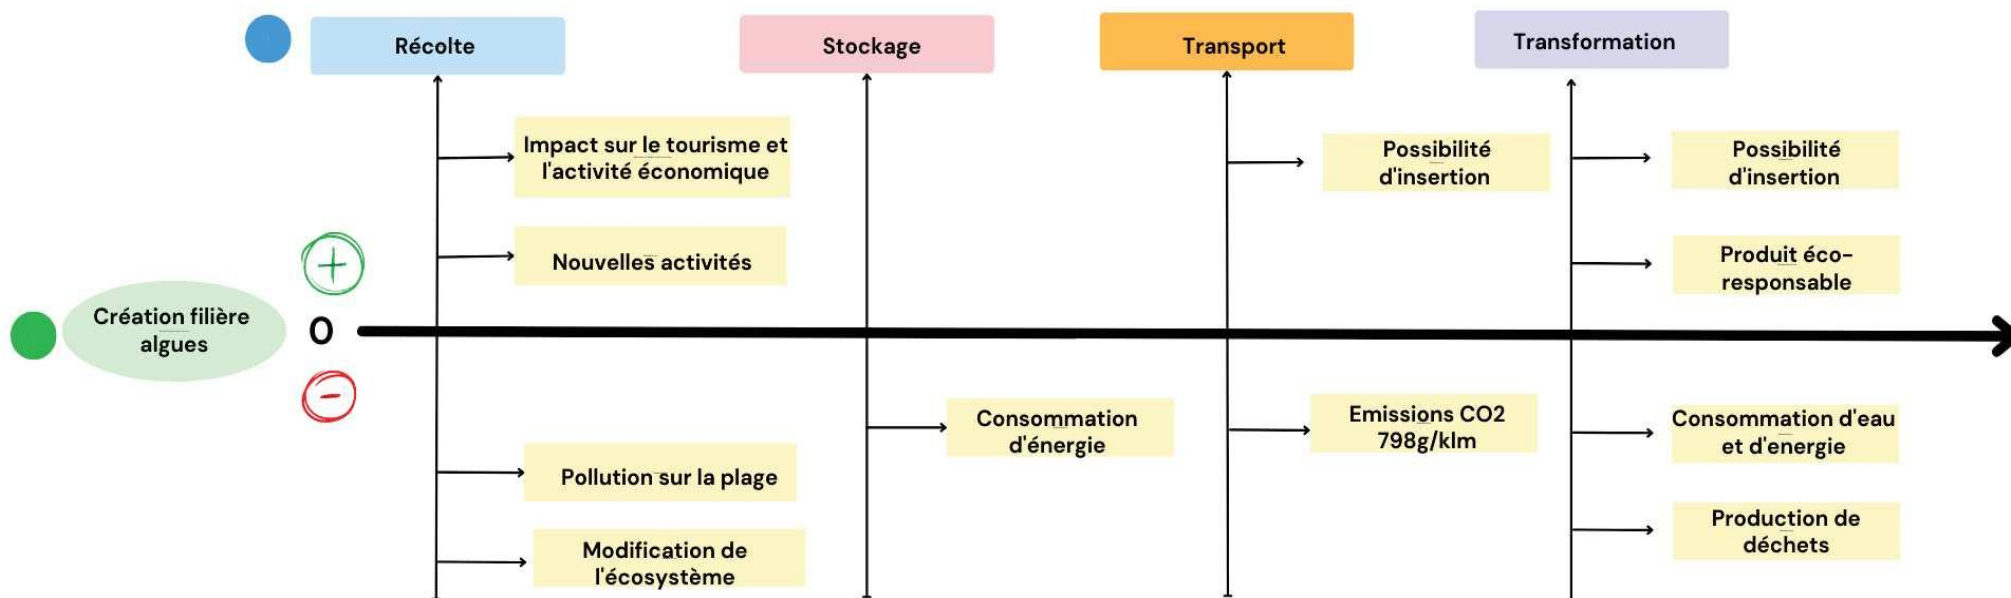 Récolte
Stockage
Transport
Transformation
Impact sur le tourisme et
l'activité économique
Possibilité
d'insertion
Possibilité
d'insertion
Nouvelles activités
Produit éco-
responsable
+
Création filière
algues
0
-
Consommation
d'énergie
Emissions CO2
798g/klm
Consommation d'eau
et d'energie
Pollution sur la plage
Production de
déchets
Modification de
l'écosystème